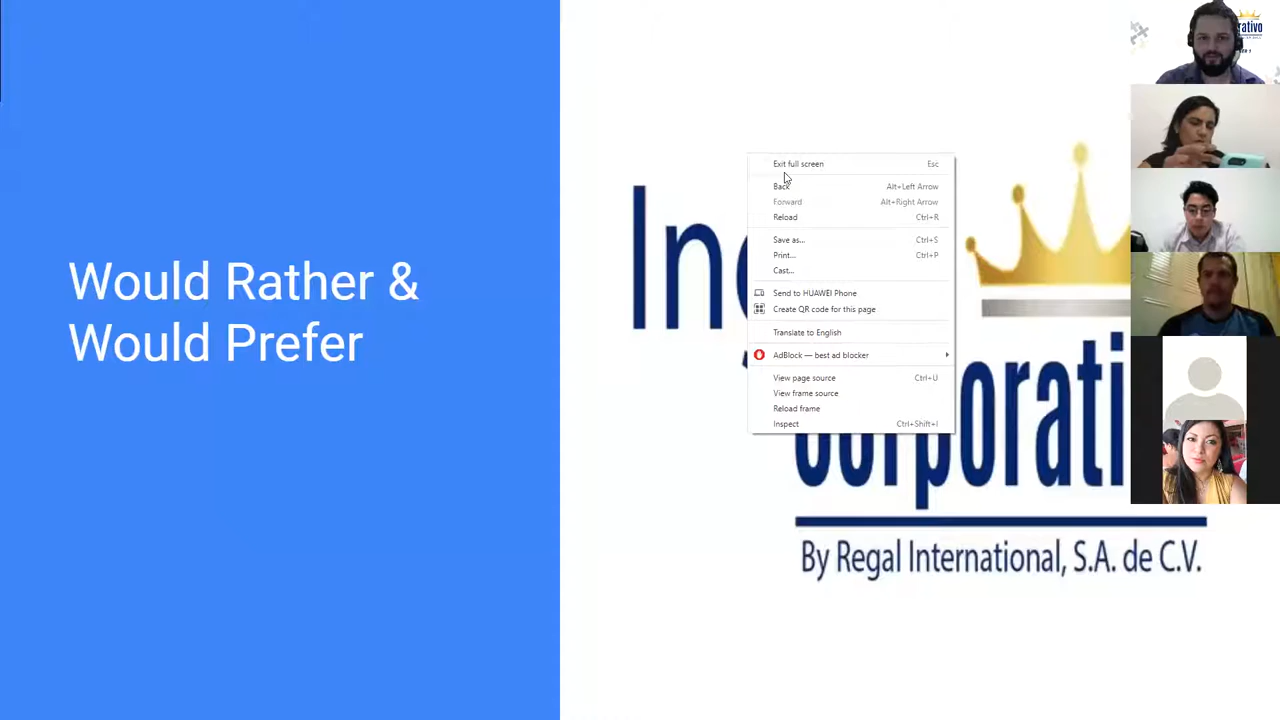 Would Rather &
Would Prefer
Exit full screen Esc
Back Alt+Left Arrow
Forward Alt+Right Arrow
Reload Ctrl+R
Save as... Ctrl+S
Print... Ctrl+P
Cast...
Send to HUAWEI Phone
Create QR code for this page
Translate to English
AdBlock — best ad blocker
View page source Ctrl+U
View frame source
Reload frame
Inspect Ctrl+Shift+I
By Regal International, S.A. de C.V.